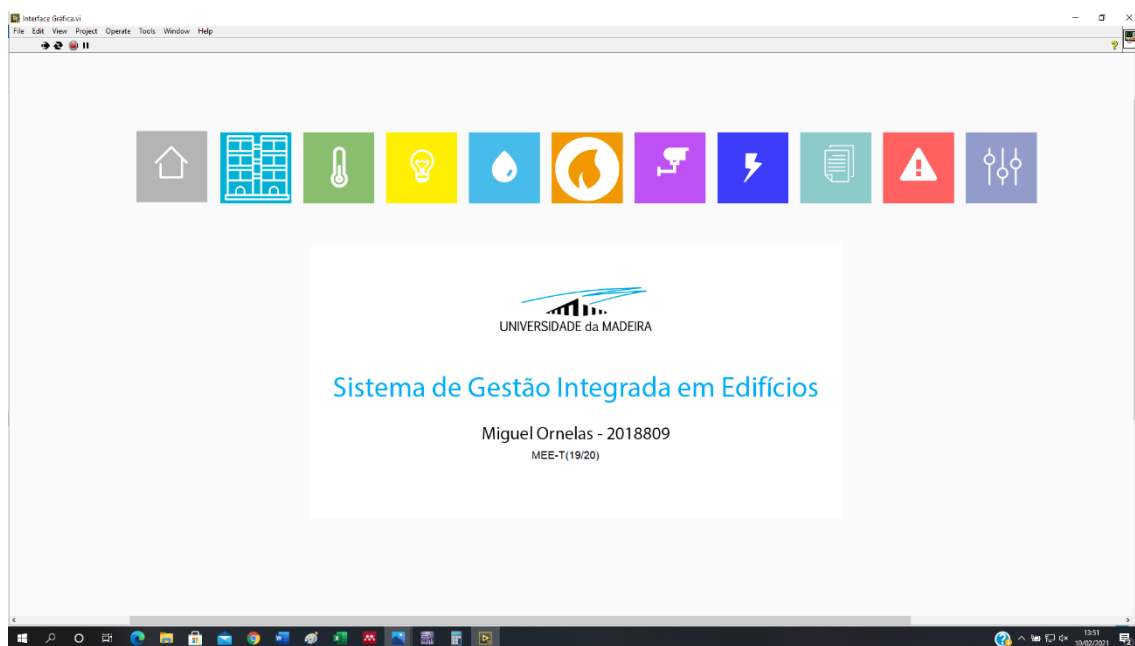 Interface Gráfica.vi
File Edit View Project Operate Tools Window Help
UNIVERSIDADE da MADEIRA
Sistema de Gestão Integrada em Edifícios
Miguel Ornelas - 2018809
MEE-T(19/20)
13:51
10/02/2021